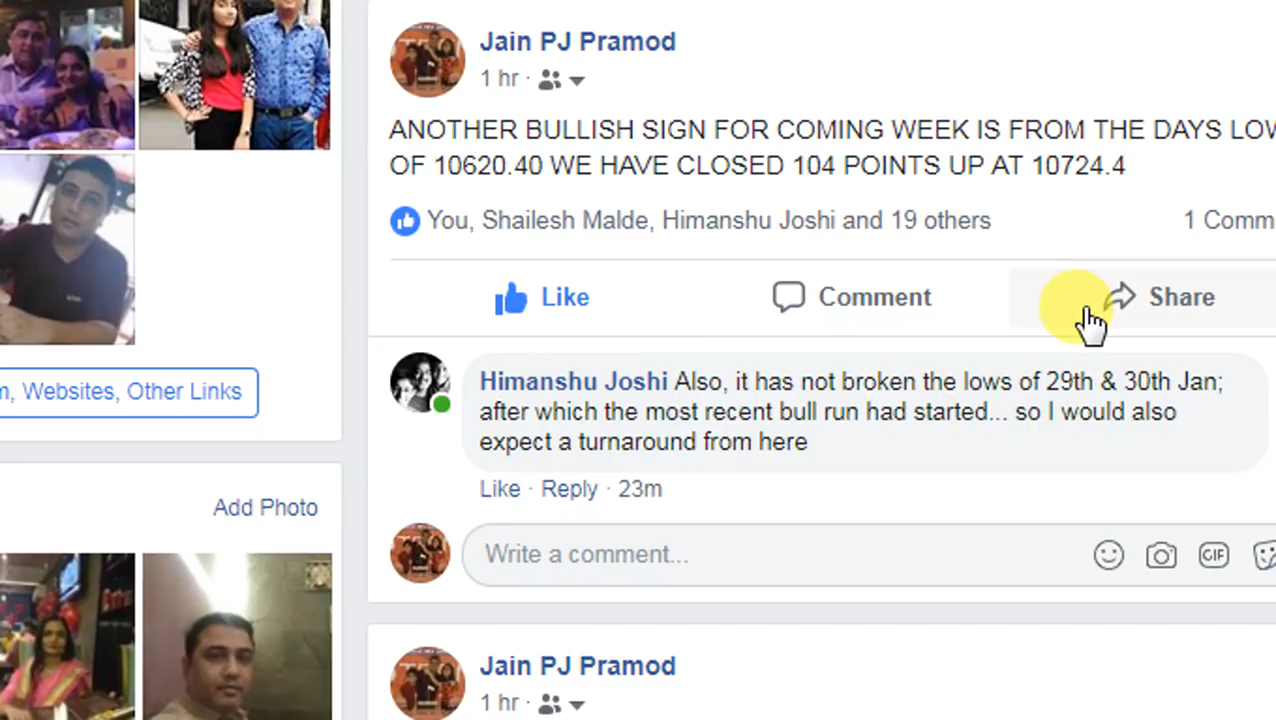 Jain PJ Pramod
1 hr ·
ANOTHER BULLISH SIGN FOR COMING WEEK IS FROM THE DAYS LOW
OF 10620.40 WE HAVE CLOSED 104 POINTS UP AT 10724.4
You, Shailesh Malde, Himanshu Joshi and 19 others
1 Comm
Like
Comment
Share
, Websites, Other Links
Himanshu Joshi Also, it has not broken the lows of 29th & 30th Jan;
after which the most recent bull run had started... so I would also
expect a turnaround from here
Like · Reply · 23m
Add Photo
Write a comment...
GIF
Jain PJ Pramod
1 hr ·